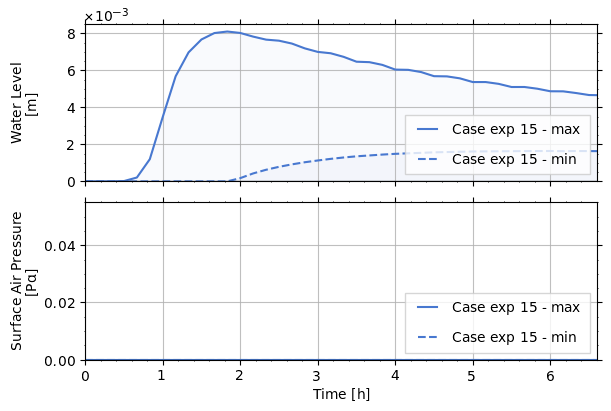 ×10⁻³
8
6
4
2
0
Water Level
[m]
Case exp 15 - max
Case exp 15 - min
0.04
0.02
0.00
Surface Air Pressure
[Pa]
Case exp 15 - max
Case exp 15 - min
0 1 2 3 4 5 6
Time [h]